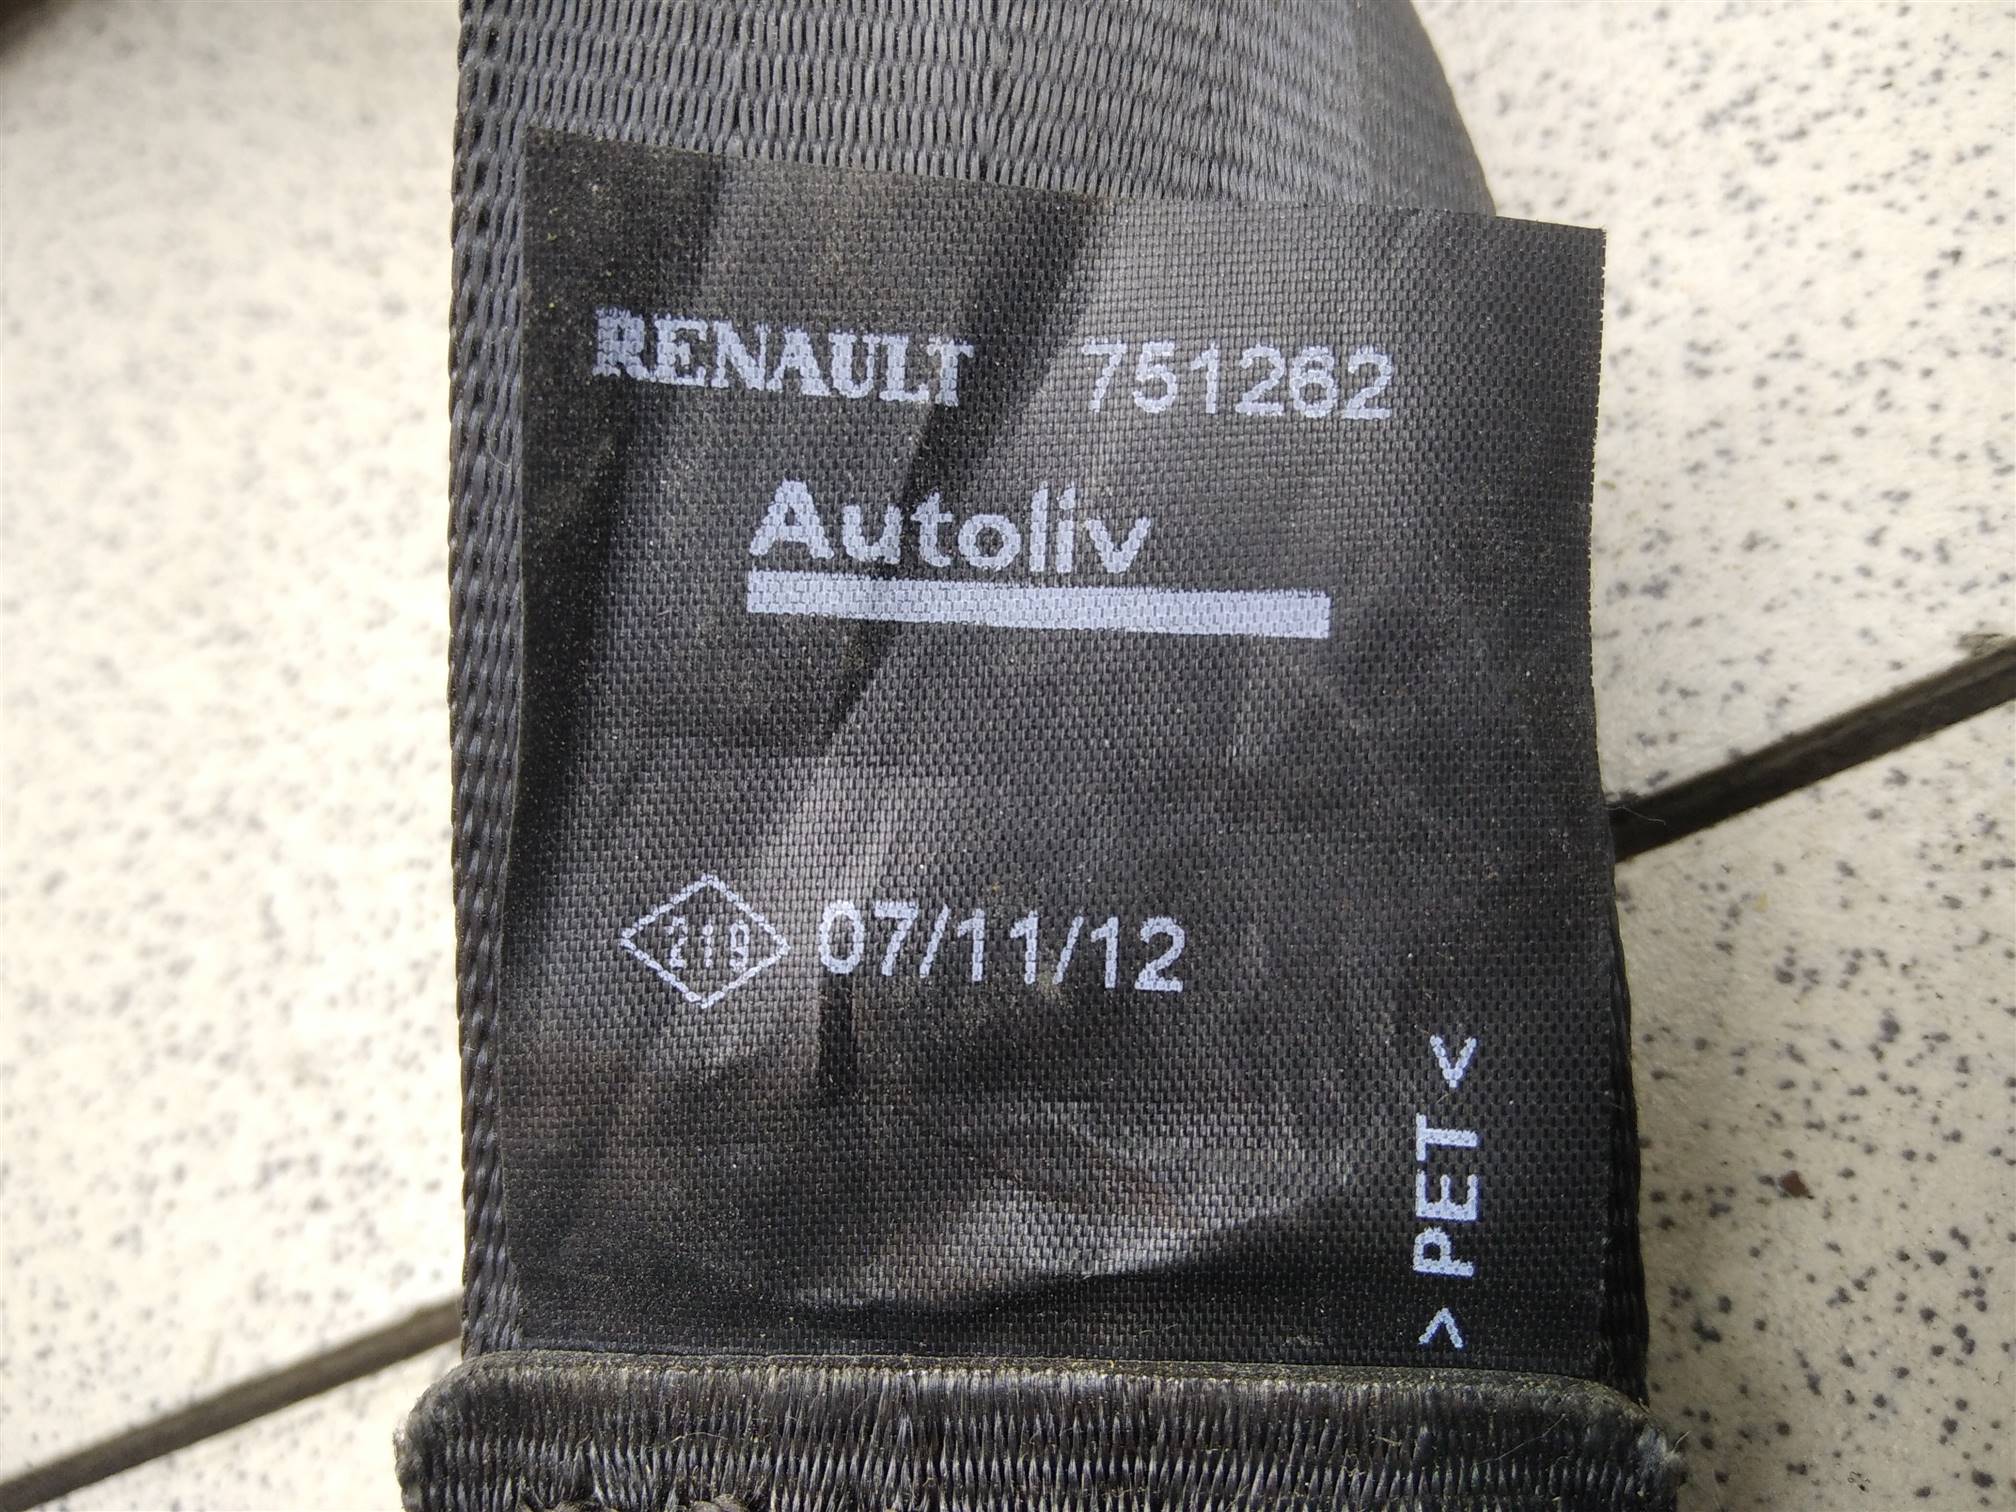 RENAULT 751262
Autoliv
219 07/11/12
>PET<